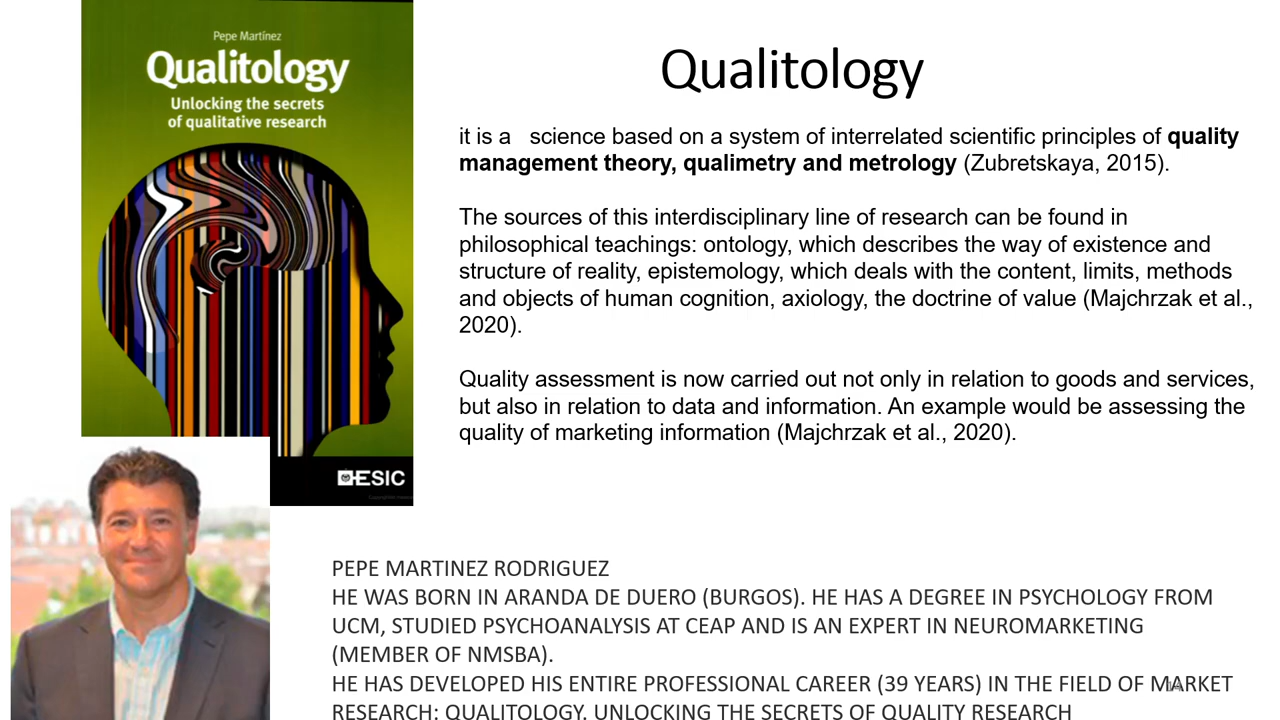 Pepe Martínez
Qualitology
Unlocking the secrets
of qualitative research
ESIC
Qualitology
it is a science based on a system of interrelated scientific principles of quality
management theory, qualimetry and metrology (Zubretskaya, 2015).
The sources of this interdisciplinary line of research can be found in
philosophical teachings: ontology, which describes the way of existence and
structure of reality, epistemology, which deals with the content, limits, methods
and objects of human cognition, axiology, the doctrine of value (Majchrzak et al.,
2020).
Quality assessment is now carried out not only in relation to goods and services,
but also in relation to data and information. An example would be assessing the
quality of marketing information (Majchrzak et al., 2020).
PEPE MARTINEZ RODRIGUEZ
HE WAS BORN IN ARANDA DE DUERO (BURGOS). HE HAS A DEGREE IN PSYCHOLOGY FROM
UCM, STUDIED PSYCHOANALYSIS AT CEAP AND IS AN EXPERT IN NEUROMARKETING
(MEMBER OF NMSBA).
HE HAS DEVELOPED HIS ENTIRE PROFESSIONAL CAREER (39 YEARS) IN THE FIELD OF MARKET
RESEARCH: QUALITOLOGY. UNLOCKING THE SECRETS OF QUALITY RESEARCH